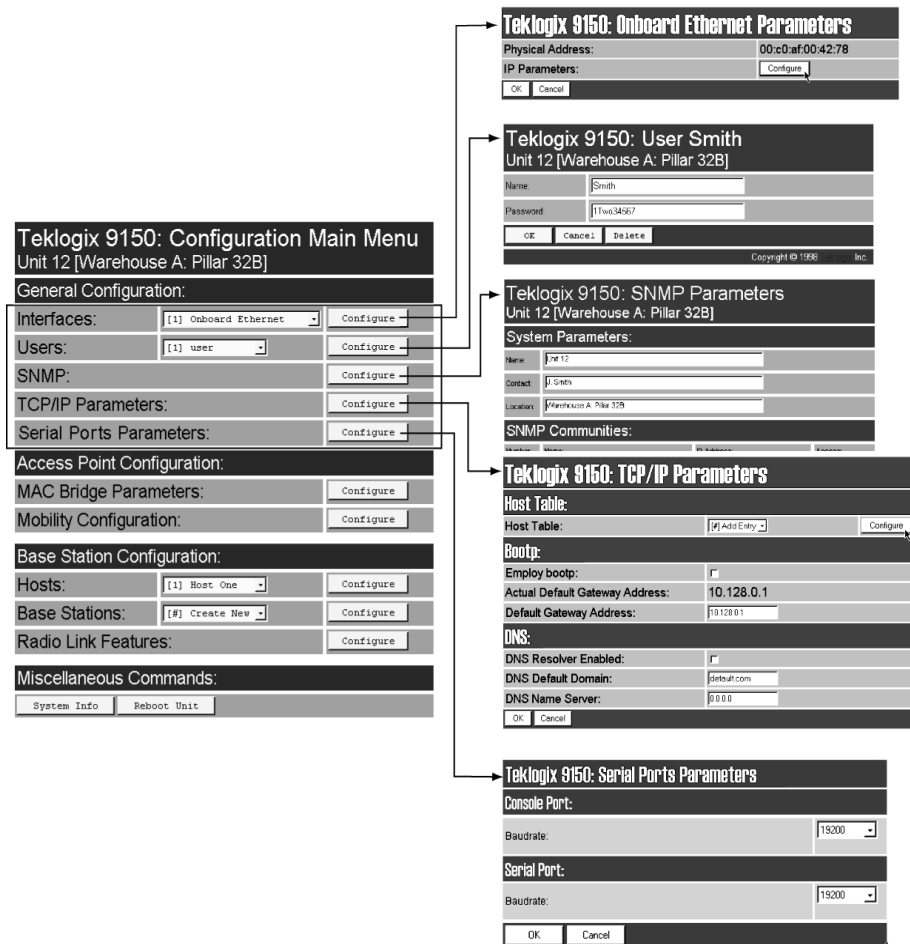 Teklogix 9150: Configuration Main Menu
Unit 12 [Warehouse A: Pillar 32B]
General Configuration:
Interfaces: [1] Onboard Ethernet Configure
Users: [1] user Configure
SNMP: Configure
TCP/IP Parameters: Configure
Serial Ports Parameters: Configure
Access Point Configuration:
MAC Bridge Parameters: Configure
Mobility Configuration: Configure
Base Station Configuration:
Hosts: [1] Host One Configure
Base Stations: [#] Create New Configure
Radio Link Features: Configure
Miscellaneous Commands:
System Info Reboot Unit
Teklogix 9150: Onboard Ethernet Parameters
Physical Address: 00:c0:af:00:42:78
IP Parameters: Configure
OK Cancel
Teklogix 9150: User Smith
Unit 12 [Warehouse A: Pillar 32B]
Name: Smith
Password: 1Two34567
OK Cancel Delete
Copyright © 1998 Inc.
Teklogix 9150: SNMP Parameters
Unit 12 [Warehouse A: Pillar 32B]
System Parameters:
Name: Unit 12
Contact: J. Smith
Location: Warehouse A: Pillar 32B
SNMP Communities:
Teklogix 9150: TCP/IP Parameters
Host Table:
Host Table: [#] Add Entry Configure
Bootp:
Employ bootp:
Actual Default Gateway Address: 10.128.0.1
Default Gateway Address: 10.128.0.1
DNS:
DNS Resolver Enabled:
DNS Default Domain: default.com
DNS Name Server: 0.0.0.0
OK Cancel
Teklogix 9150: Serial Ports Parameters
Console Port:
Baudrate: 19200
Serial Port:
Baudrate: 19200
OK Cancel